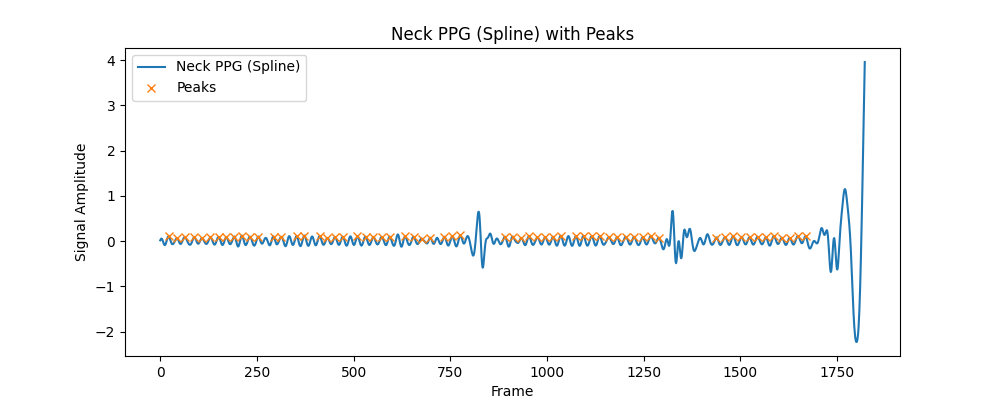 Neck PPG (Spline) with Peaks
Neck PPG (Spline)
Peaks
Signal Amplitude
4
3
2
1
0
−1
−2
0 250 500 750 1000 1250 1500 1750
Frame